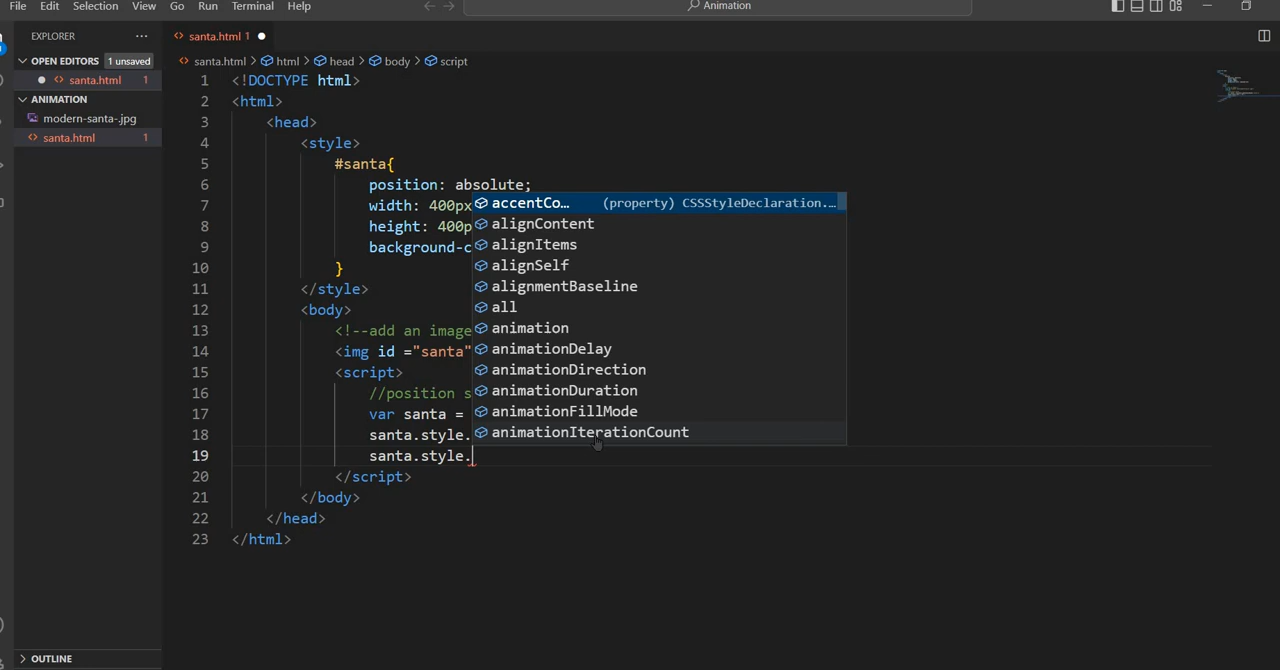 File Edit Selection View Go Run Terminal Help Animation
EXPLORER ··· santa.html 1
OPEN EDITORS 1 unsaved santa.html > html > head > body > script
santa.html 1
ANIMATION
modern-santa-.jpg
santa.html 1
1 <!DOCTYPE html>
2 <html>
3 <head>
4 <style>
5 #santa{
6 position: absolute;
7 width: 400px
8 height: 400p
9 background-c
10 }
11 </style>
12 <body>
13 <!--add an image
14 <img id ="santa"
15 <script>
16 //position s
17 var santa =
18 santa.style.
19 santa.style.
20 </script>
21 </body>
22 </head>
23 </html>
accentCo... (property) CSSStyleDeclaration....
alignContent
alignItems
alignSelf
alignmentBaseline
all
animation
animationDelay
animationDirection
animationDuration
animationFillMode
animationIterationCount
OUTLINE